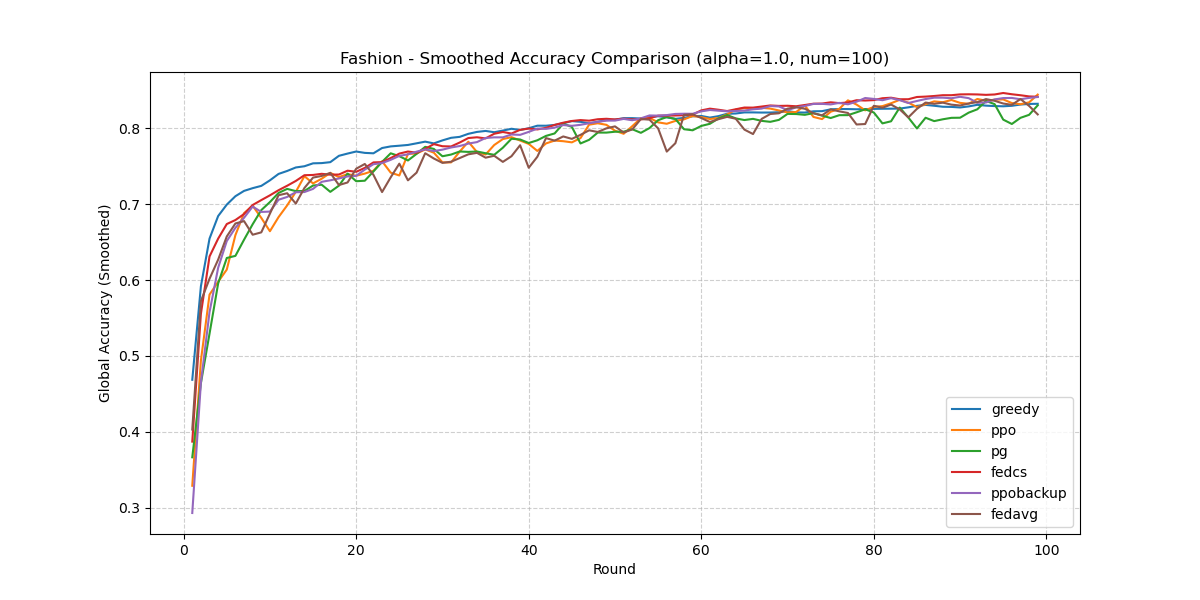 Fashion - Smoothed Accuracy Comparison (alpha=1.0, num=100)
Global Accuracy (Smoothed)
0.8
0.7
0.6
0.5
0.4
0.3
0
20
40
60
80
100
Round
greedy
ppo
pg
fedcs
ppobackup
fedavg